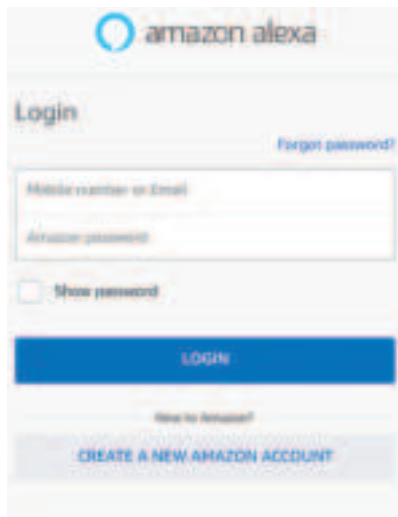 amazon alexa
Login
Forgot password?
Mobile number or Email
Amazon password
Show password
LOGIN
New to Amazon?
CREATE A NEW AMAZON ACCOUNT